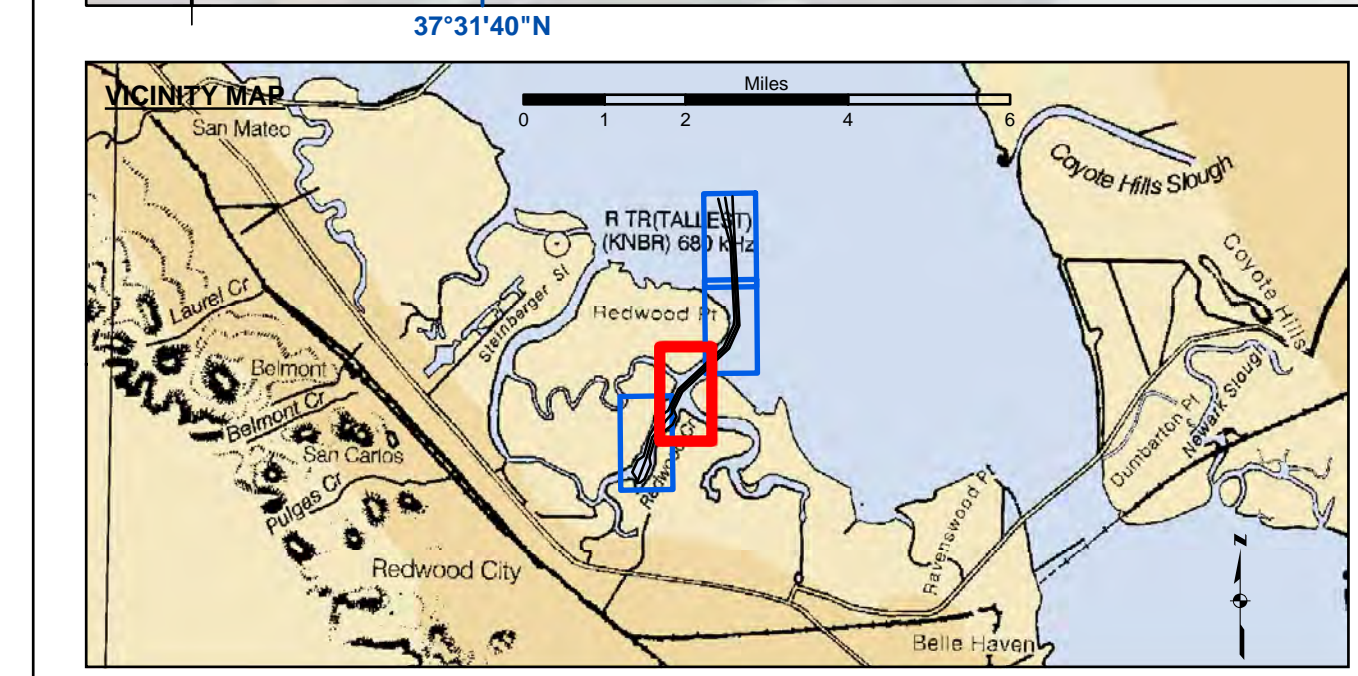 37°31'40"N
VICINITY MAP
Miles
0 1 2 4 6
San Mateo
Coyote Hills Slough
R TR(TALLEST)
(KNBR) 680 kHz
Coyote Hills
Laurel Cr
Steinberger Sl
Redwood Pt
Belmont
Belmont Cr
San Carlos
Pulgas Cr
Redwood Cr
Dumbarton Pt
Newark Slough
Ravenswood Pt
Redwood City
Belle Haven
N